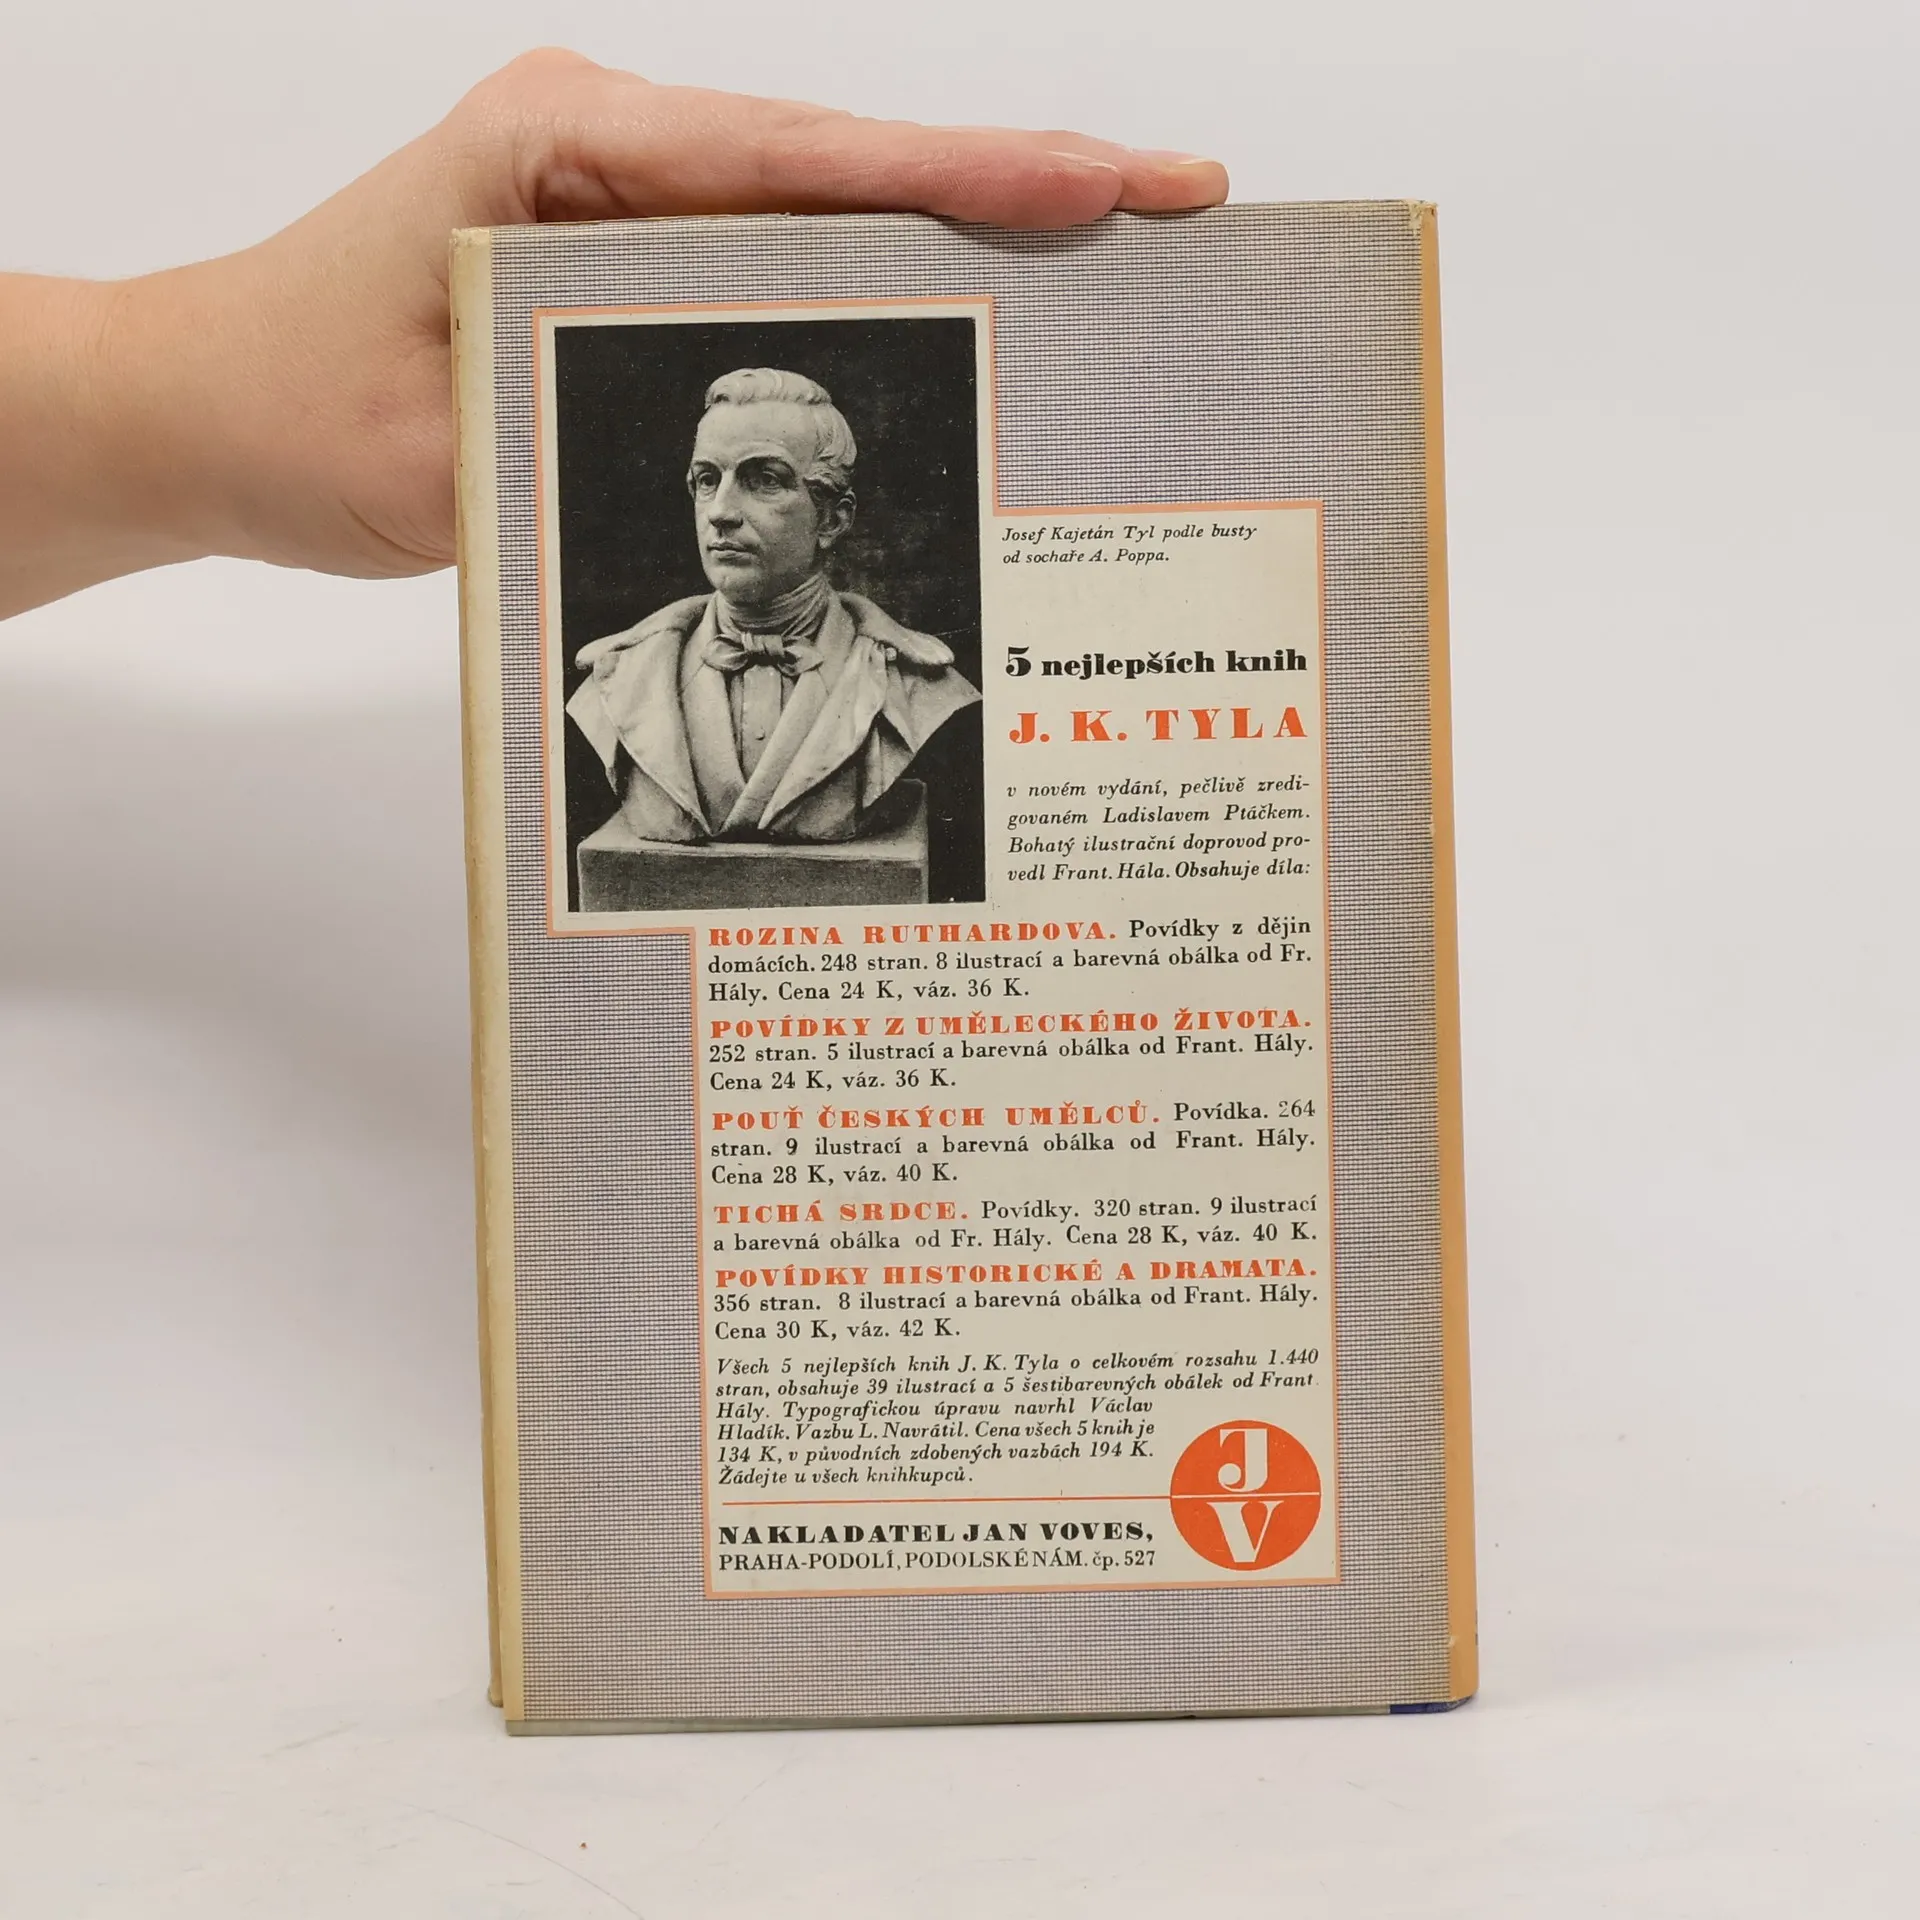 Josef Kajetán Tyl podle busty
od sochaře A. Poppa.
5 nejlepších knih
J. K. TYLA
v novém vydání, pečlivě zredi-
govaném Ladislavem Ptáčkem.
Bohatý ilustrační doprovod pro-
vedl Frant. Hála. Obsahuje díla:
ROZINA RUTHARDOVA. Povídky z dějin
domácích. 248 stran. 8 ilustrací a barevná obálka od Fr.
Hály. Cena 24 K, váz. 36 K.
POVÍDKY Z UMĚLECKÉHO ŽIVOTA.
252 stran. 5 ilustrací a barevná obálka od Frant. Hály.
Cena 24 K, váz. 36 K.
POUŤ ČESKÝCH UMĚLCŮ. Povídka. 264
stran. 9 ilustrací a barevná obálka od Frant. Hály.
Cena 28 K, váz. 40 K.
TICHÁ SRDCE. Povídky. 320 stran. 9 ilustrací
a barevná obálka od Fr. Hály. Cena 28 K, váz. 40 K.
POVÍDKY HISTORICKÉ A DRAMATA.
356 stran. 8 ilustrací a barevná obálka od Frant. Hály.
Cena 30 K, váz. 42 K.
Všech 5 nejlepších knih J. K. Tyla o celkovém rozsahu 1.440
stran, obsahuje 39 ilustrací a 5 šestibarevných obálek od Frant.
Hály. Typografickou úpravu navrhl Václav
Hladík. Vazbu L. Navrátil. Cena všech 5 knih je
134 K, v původních zdobených vazbách 194 K.
Žádejte u všech knihkupců.
J
V
NAKLADATEL JAN VOVES,
PRAHA-PODOLÍ, PODOLSKÉ NÁM. čp. 527